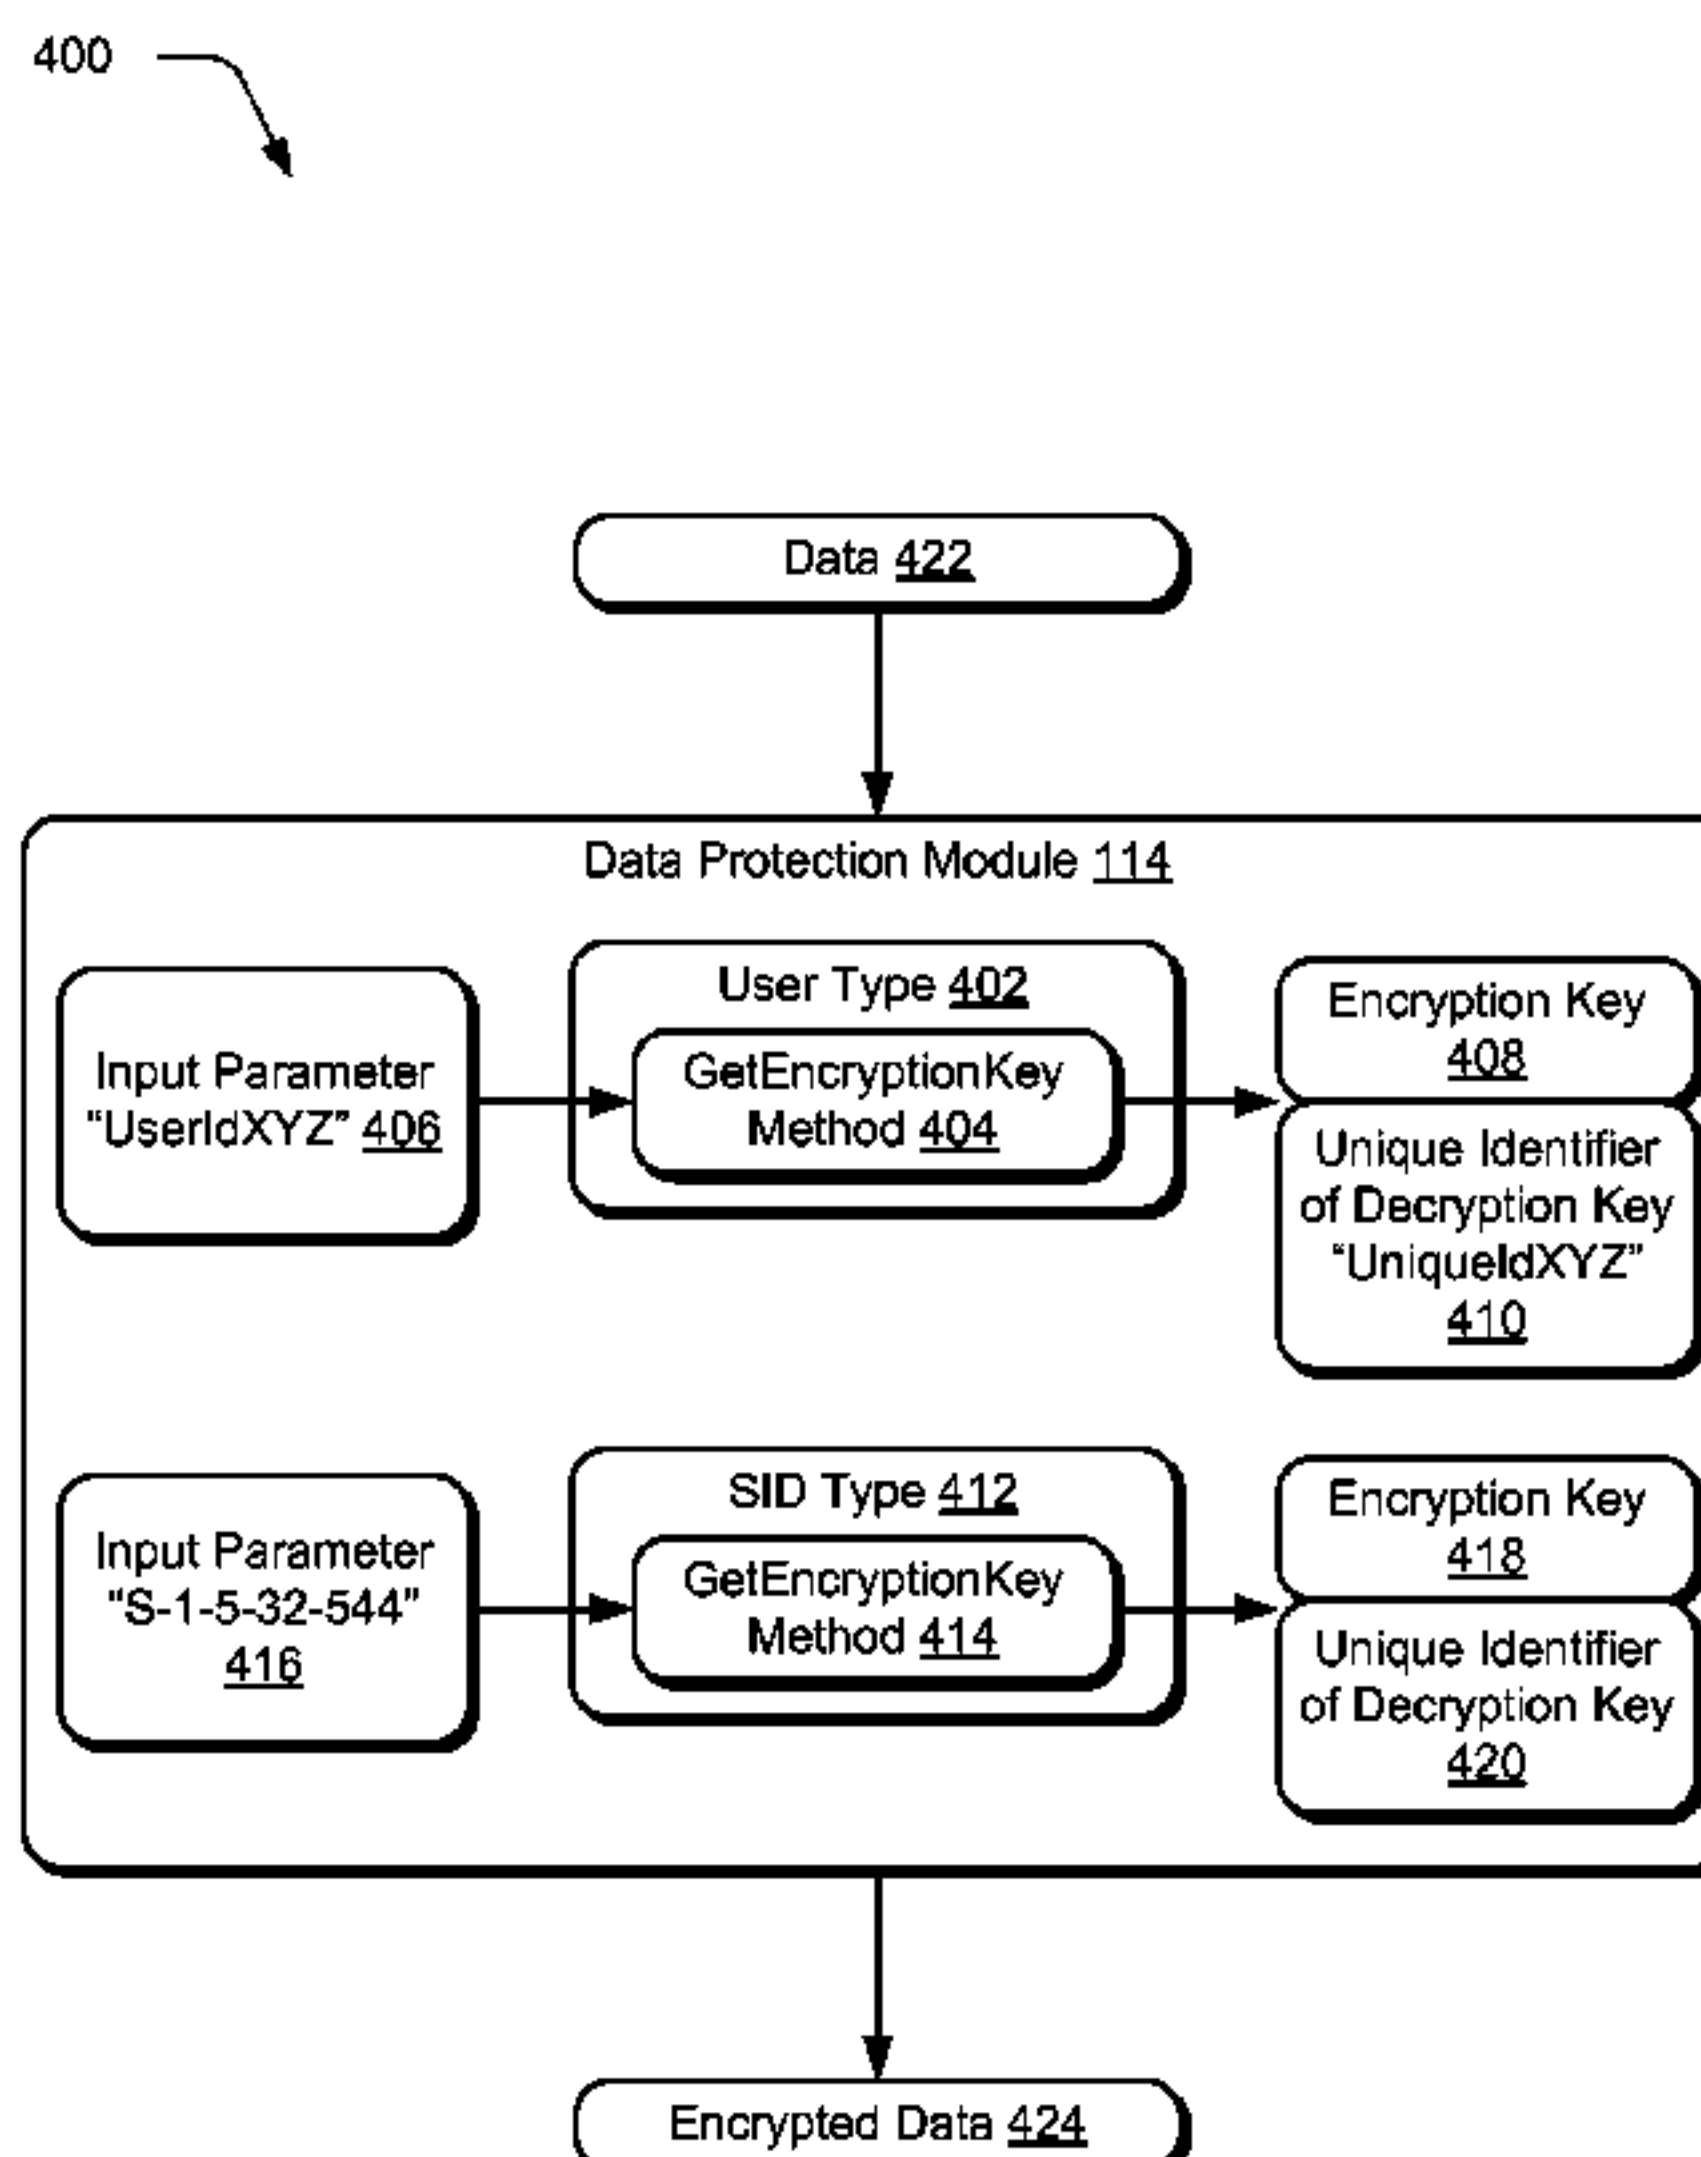 400
Data 422
Data Protection Module 114
User Type 402
Input Parameter
“UserIdXYZ” 406
GetEncryptionKey
Method 404
Encryption Key
408
Unique Identifier
of Decryption Key
“UniqueIdXYZ”
410
SID Type 412
Input Parameter
“S-1-5-32-544”
416
GetEncryptionKey
Method 414
Encryption Key
418
Unique Identifier
of Decryption Key
420
Encrypted Data 424